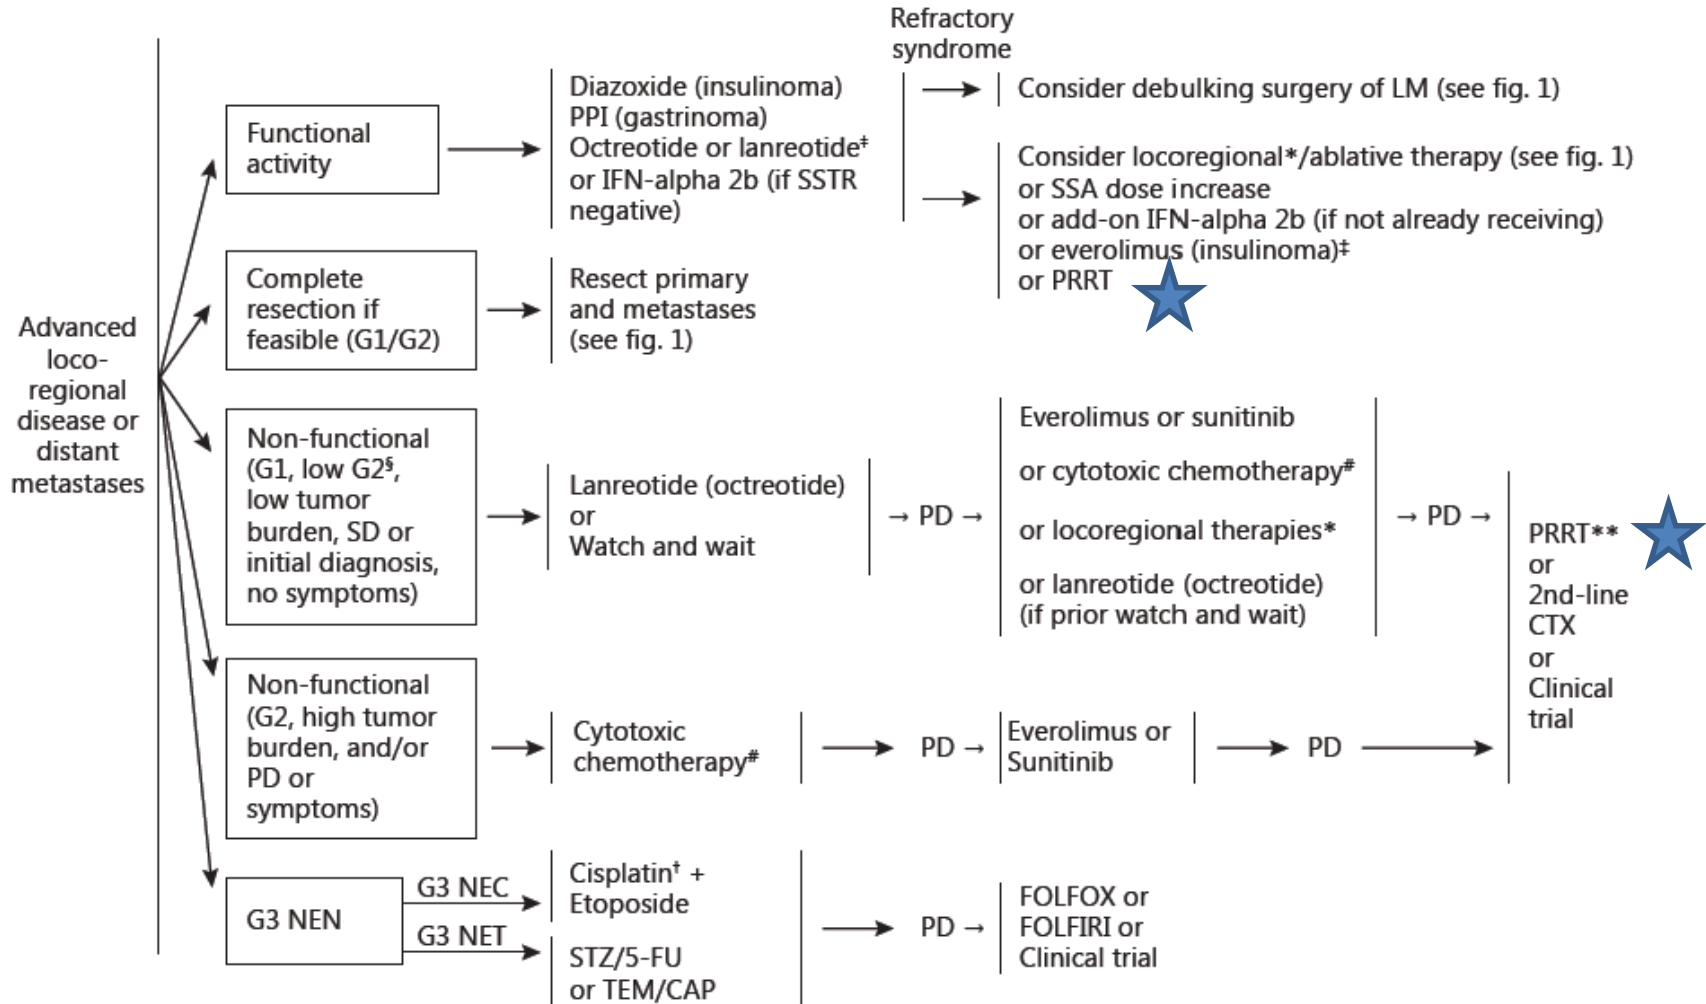 Refractory
syndrome
Advanced
loco-
regional
disease or
distant
metastases
Functional
activity
Diazoxide (insulinoma)
PPI (gastrinoma)
Octreotide or lanreotide‡
or IFN-alpha 2b (if SSTR
negative)
Consider debulking surgery of LM (see fig. 1)
Consider locoregional*/ablative therapy (see fig. 1)
or SSA dose increase
or add-on IFN-alpha 2b (if not already receiving)
or everolimus (insulinoma)‡
or PRRT
Complete
resection if
feasible (G1/G2)
Resect primary
and metastases
(see fig. 1)
Non-functional
(G1, low G2§,
low tumor
burden, SD or
initial diagnosis,
no symptoms)
Lanreotide (octreotide)
or
Watch and wait
→ PD →
Everolimus or sunitinib
or cytotoxic chemotherapy#
or locoregional therapies*
or lanreotide (octreotide)
(if prior watch and wait)
→ PD →
PRRT**
or
2nd-line
CTX
or
Clinical
trial
Non-functional
(G2, high tumor
burden, and/or
PD or
symptoms)
Cytotoxic
chemotherapy#
PD →
Everolimus or
Sunitinib
PD
G3 NEN
G3 NEC
Cisplatin† +
Etoposide
G3 NET
STZ/5-FU
or TEM/CAP
PD →
FOLFOX or
FOLFIRI or
Clinical trial